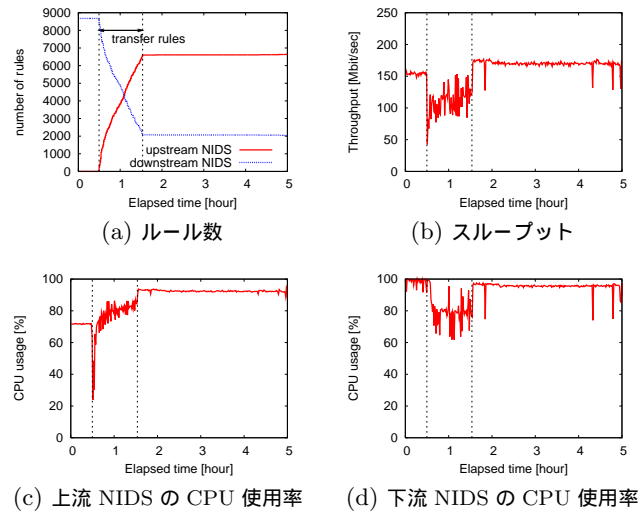 9000
8000
7000
6000
5000
4000
3000
2000
1000
0
number of rules
transfer rules
upstream NIDS
downstream NIDS
0 1 2 3 4 5
Elapsed time [hour]
(a) ルール数
250
200
150
100
50
0
Throughput [Mbit/sec]
0 1 2 3 4 5
Elapsed time [hour]
(b) スループット
100
80
60
40
20
0
CPU usage [%]
0 1 2 3 4 5
Elapsed time [hour]
(c) 上流 NIDS の CPU 使用率
100
80
60
40
20
0
CPU usage [%]
0 1 2 3 4 5
Elapsed time [hour]
(d) 下流 NIDS の CPU 使用率